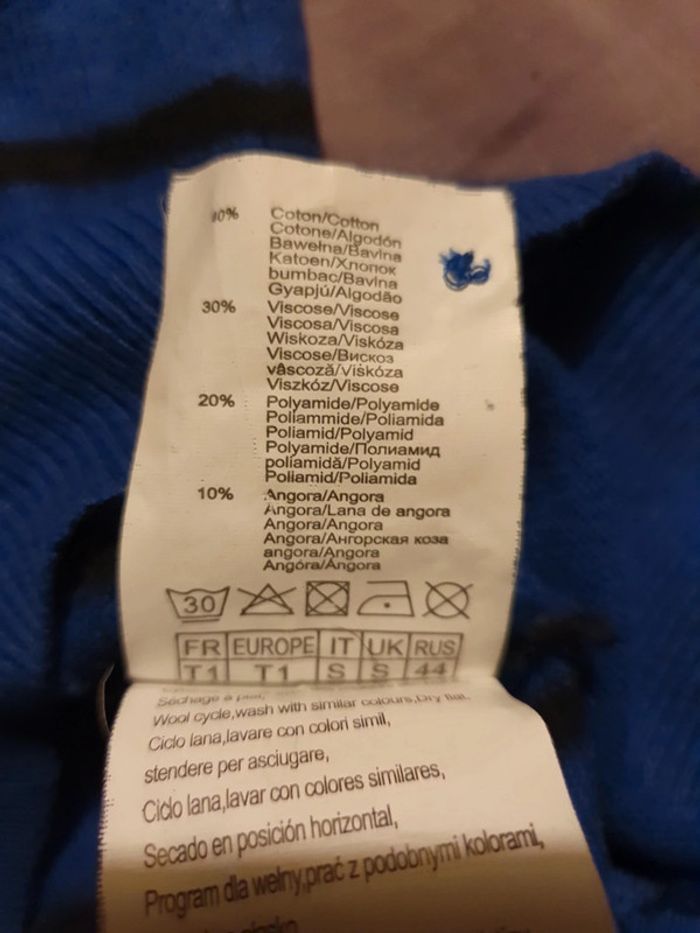 40% Coton/Cotton
Cotone/Algodón
Bawełna/Bavlna
Katoen/Хлопок
bumbac/Bavlna
Gyapjú/Algodão
30% Viscose/Viscose
Viscosa/Viscosa
Wiskoza/Viskóza
Viscose/Вискоз
vâscoză/Viskóza
Viszkóz/Viscose
20% Polyamide/Polyamide
Poliammide/Poliamida
Poliamid/Polyamid
Polyamide/Полиамид
poliamidă/Polyamid
Poliamid/Poliamida
10% Angora/Angora
Angora/Lana de angora
Angora/Angora
Angora/Ангорская коза
angora/Angora
Angóra/Angora
30
FR EUROPE IT UK RUS
T1 T1 S S 44
Sechage a plat,
Wool cycle,wash with similar colours,Dry flat,
Ciclo lana,lavare con colori simil,
stendere per asciugare,
Ciclo lana,lavar con colores similares,
Secado en posición horizontal,
Program dla wełny,prać z podobnymi kolorami,